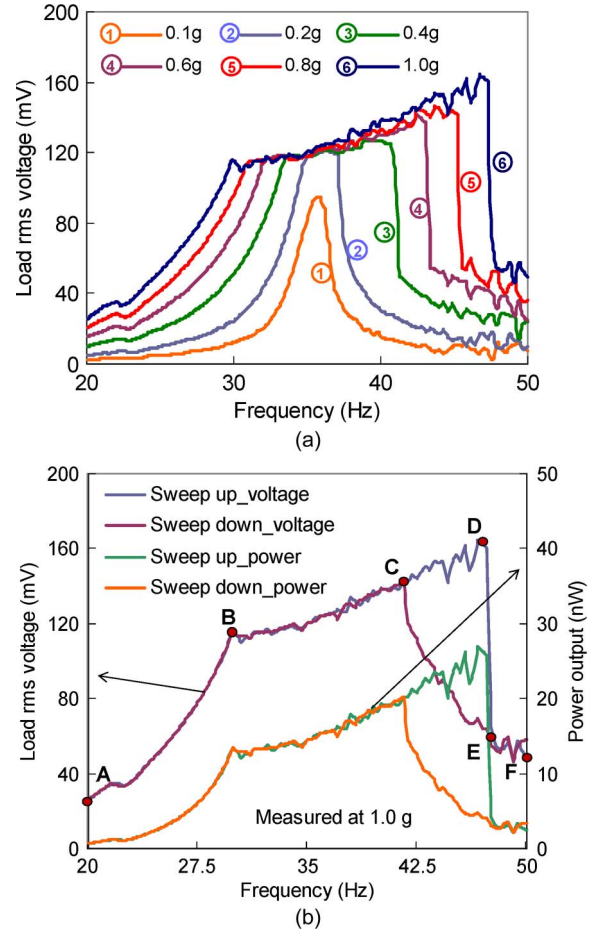 200
160
120
80
40
0
Load rms voltage (mV)
1 0.1g 2 0.2g 3 0.4g
4 0.6g 5 0.8g 6 1.0g
1
2
3
4
5
6
20 30 40 50
Frequency (Hz)
(a)
200
160
120
80
40
0
Load rms voltage (mV)
Sweep up_voltage
Sweep down_voltage
Sweep up_power
Sweep down_power
A
B
C
D
E
F
Measured at 1.0 g
50
40
30
20
10
0
Power output (nW)
20 27.5 35 42.5 50
Frequency (Hz)
(b)